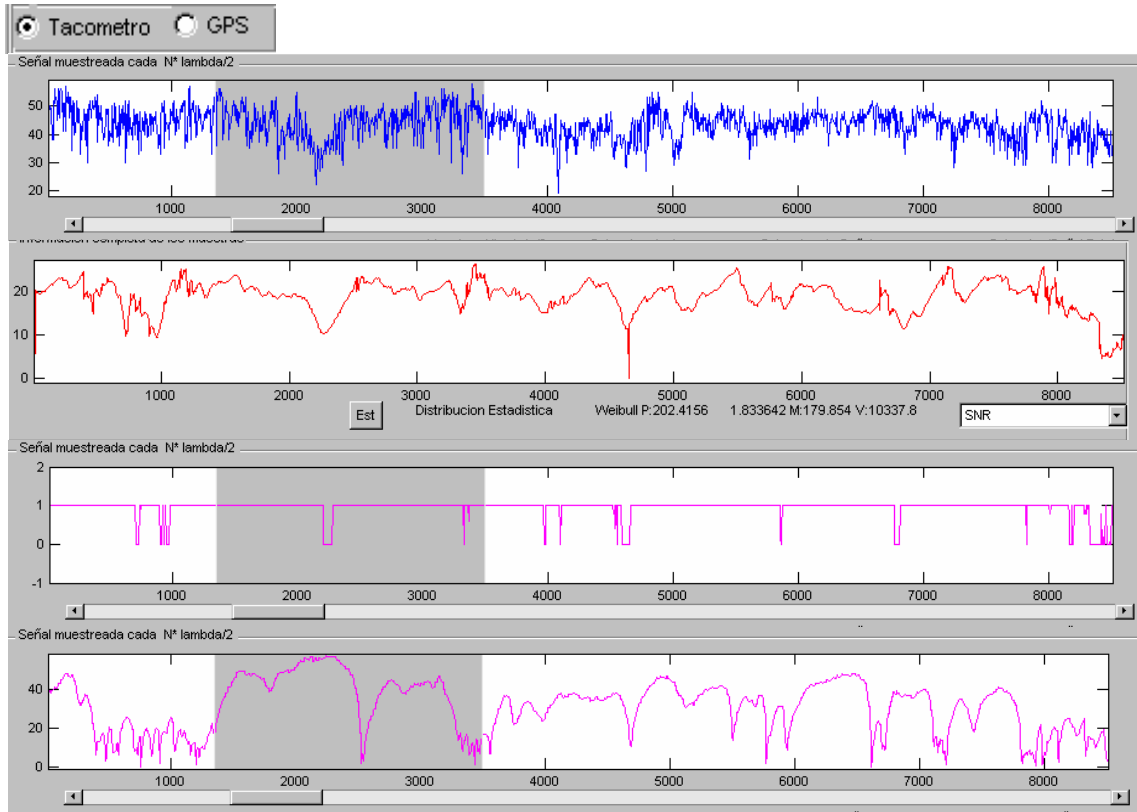 Tacometro GPS
Señal muestreada cada N* lambda/2
50
40
30
20
1000 2000 3000 4000 5000 6000 7000 8000
20
10
0
1000 2000 3000 4000 5000 6000 7000 8000
Est Distribucion Estadistica Weibull P:202.4156 1.833642 M:179.854 V:10337.8 SNR
Señal muestreada cada N* lambda/2
2
1
0
-1
1000 2000 3000 4000 5000 6000 7000 8000
Señal muestreada cada N* lambda/2
40
20
0
1000 2000 3000 4000 5000 6000 7000 8000